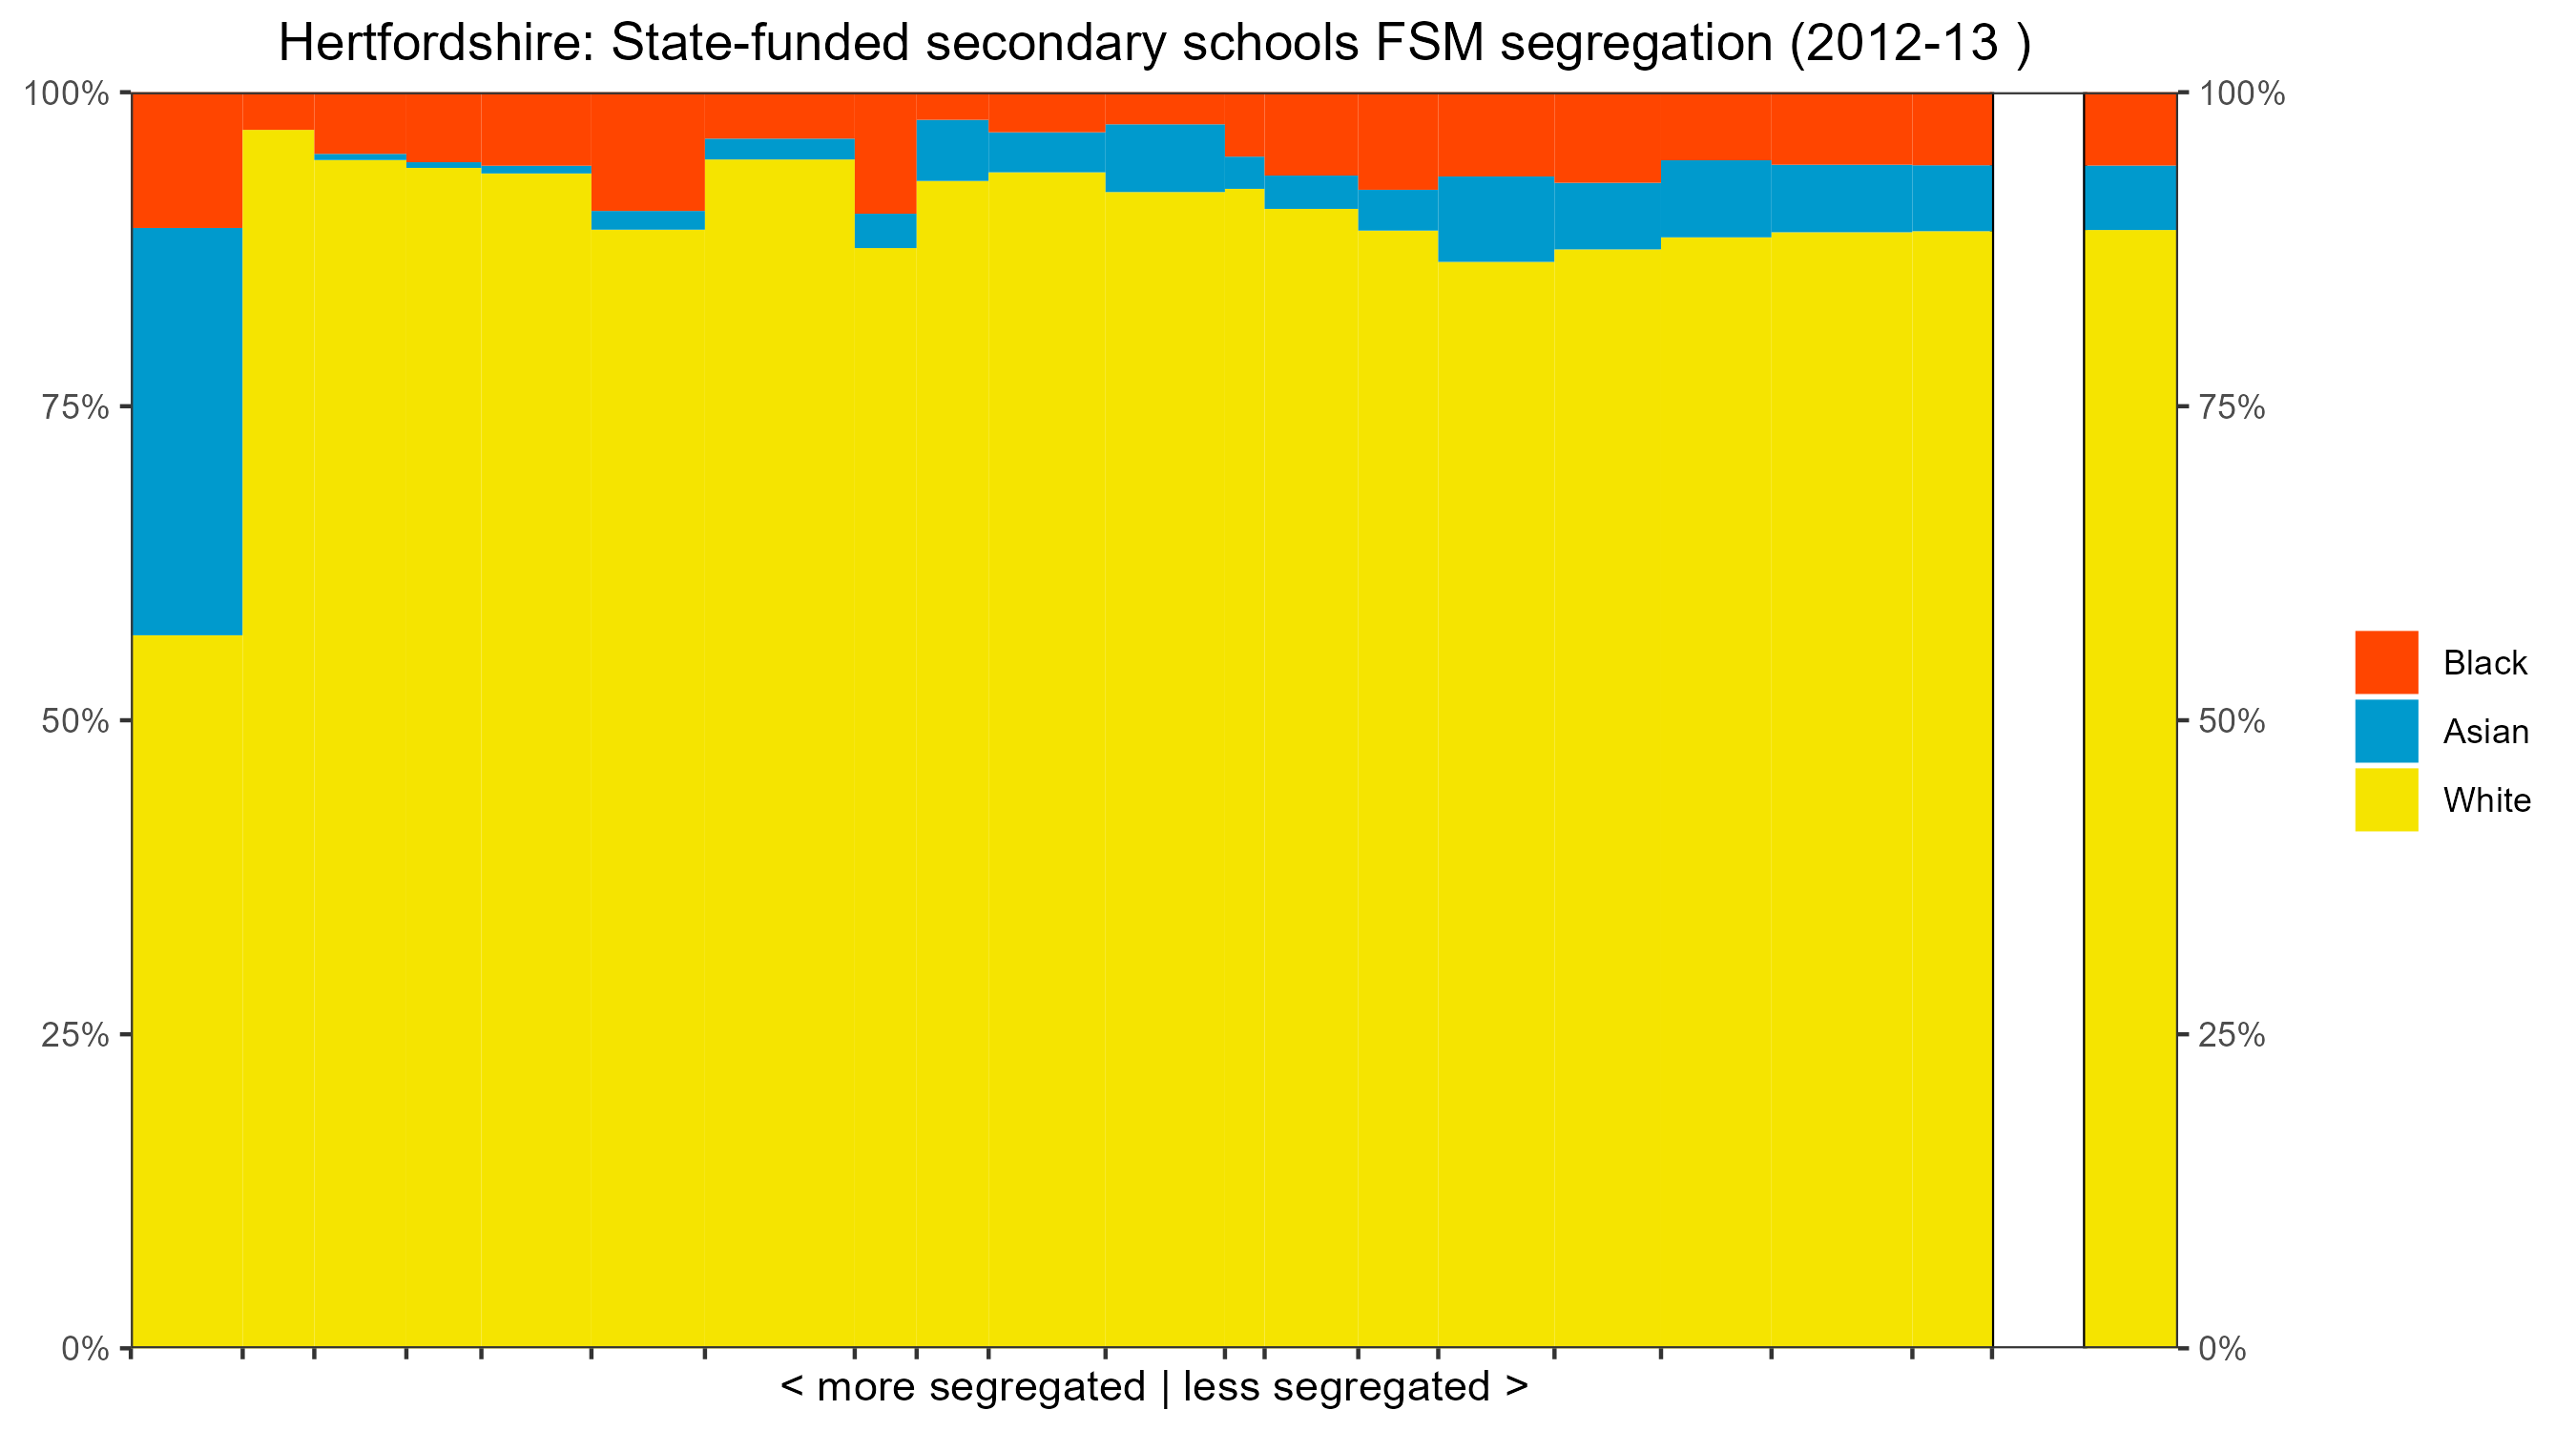 Hertfordshire: State-funded secondary schools FSM segregation (2012-13 )
100%
75%
50%
25%
0%
100%
75%
50%
25%
0%
Black
Asian
White
< more segregated | less segregated >